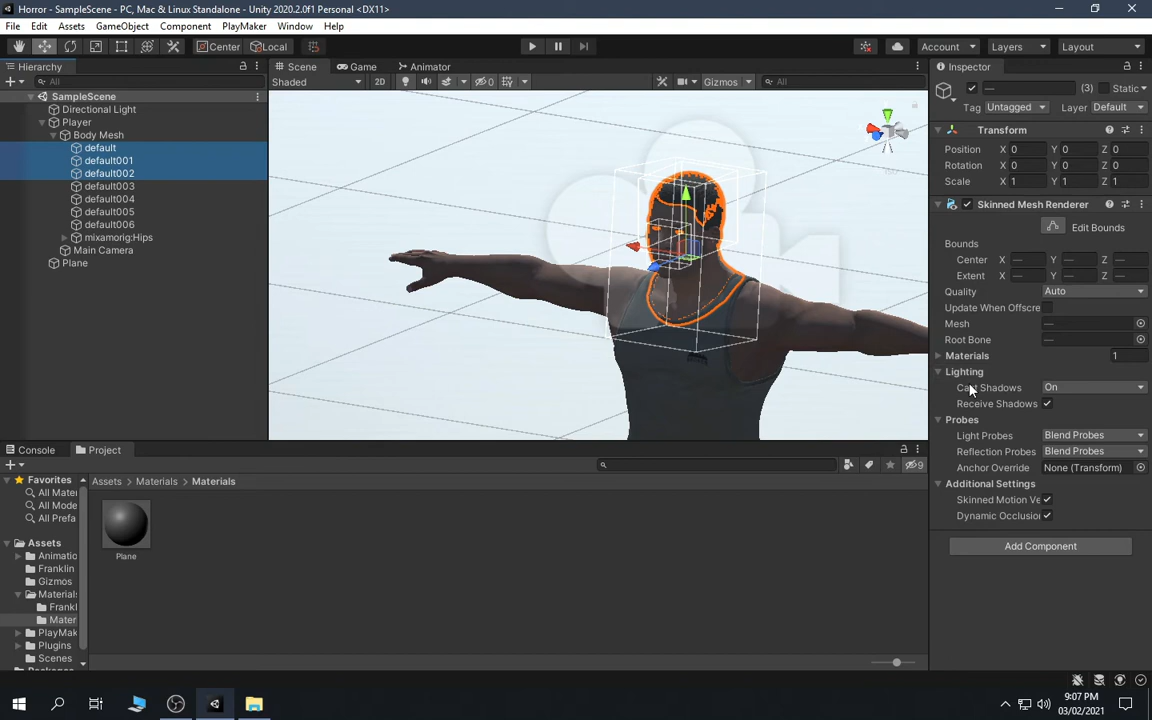 Horror - SampleScene - PC, Mac & Linux Standalone - Unity 2020.2.0f1 Personal <DX11>
File Edit Assets GameObject Component PlayMaker Window Help
Center Local Account Layers Layout
Hierarchy
All
SampleScene
Directional Light
Player
Body Mesh
default
default001
default002
default003
default004
default005
default006
mixamorig:Hips
Main Camera
Plane
Scene Game Animator
Shaded 2D 0 Gizmos All
Inspector
— (3) Static
Tag Untagged Layer Default
Transform
Position X 0 Y 0 Z 0
Rotation X 0 Y 0 Z 0
Scale X 1 Y 1 Z 1
Skinned Mesh Renderer
Edit Bounds
Bounds
Center X — Y — Z —
Extent X — Y — Z —
Quality Auto
Update When Offscre
Mesh —
Root Bone —
Materials 1
Lighting
Cast Shadows On
Receive Shadows
Probes
Light Probes Blend Probes
Reflection Probes Blend Probes
Anchor Override None (Transform)
Additional Settings
Skinned Motion Ve
Dynamic Occlusion
Add Component
Console Project
9
Favorites
All Mater
All Mode
All Prefa
Assets
Animatio
Franklin
Gizmos
Materials
Frankl
Mater
PlayMak
Plugins
Scenes
Assets Materials Materials
Plane
9:07 PM
03/02/2021